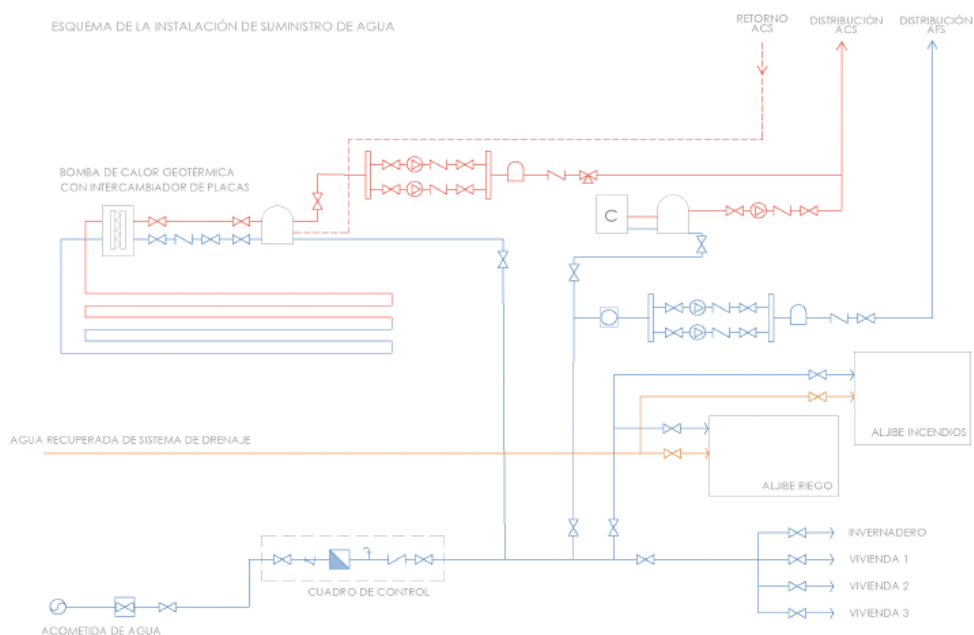 ESQUEMA DE LA INSTALACIÓN DE SUMINISTRO DE AGUA
RETORNO
ACS
DISTRIBUCIÓN
ACS
DISTRIBUCIÓN
AFS
BOMBA DE CALOR GEOTÉRMICA
CON INTERCAMBIADOR DE PLACAS
C
ALJIBE INCENDIOS
AGUA RECUPERADA DE SISTEMA DE DRENAJE
ALJIBE RIEGO
INVERNADERO
VIVIENDA 1
VIVIENDA 2
VIVIENDA 3
CUADRO DE CONTROL
ACOMETIDA DE AGUA